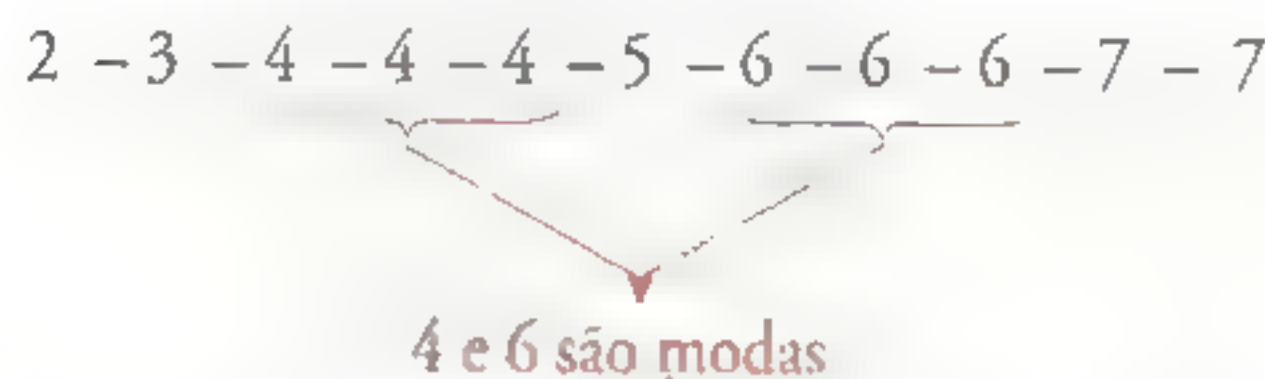 2 – 3 – 4 – 4 – 4 – 5 – 6 – 6 – 6 – 7 – 7
4 e 6 são modas